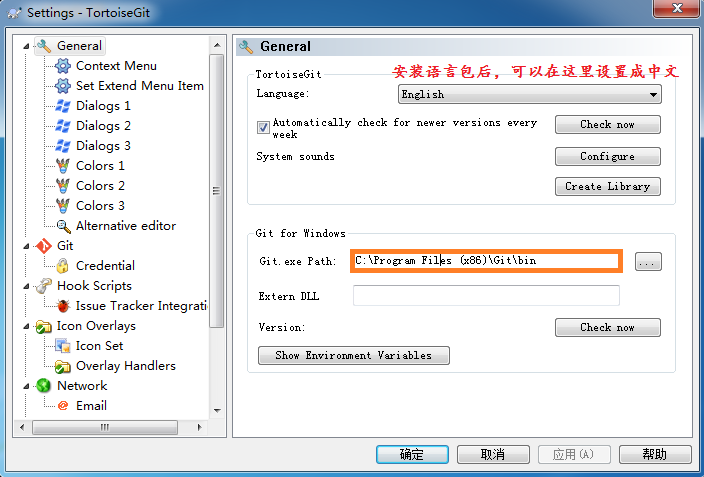 Settings - TortoiseGit
General
Context Menu
Set Extend Menu Item
Dialogs 1
Dialogs 2
Dialogs 3
Colors 1
Colors 2
Colors 3
Alternative editor
Git
Credential
Hook Scripts
Issue Tracker Integratio
Icon Overlays
Icon Set
Overlay Handlers
Network
Email
General
TortoiseGit
安装语言包后，可以在这里设置成中文
Language:
English
Automatically check for newer versions every
week
Check now
System sounds
Configure
Create Library
Git for Windows
Git.exe Path:
C:\Program Files (x86)\Git\bin
...
Extern DLL
Version:
Check now
Show Environment Variables
确定
取消
应用(A)
帮助